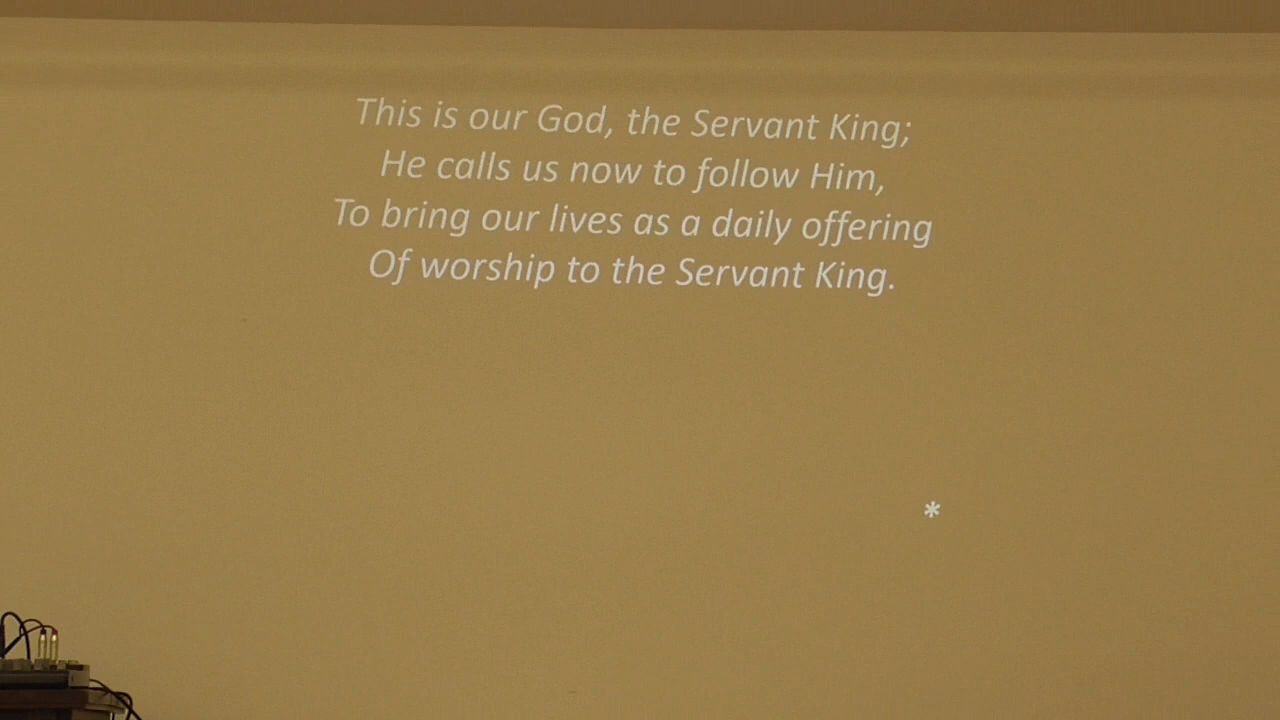 This is our God, the Servant King;
He calls us now to follow Him,
To bring our lives as a daily offering
Of worship to the Servant King.
*